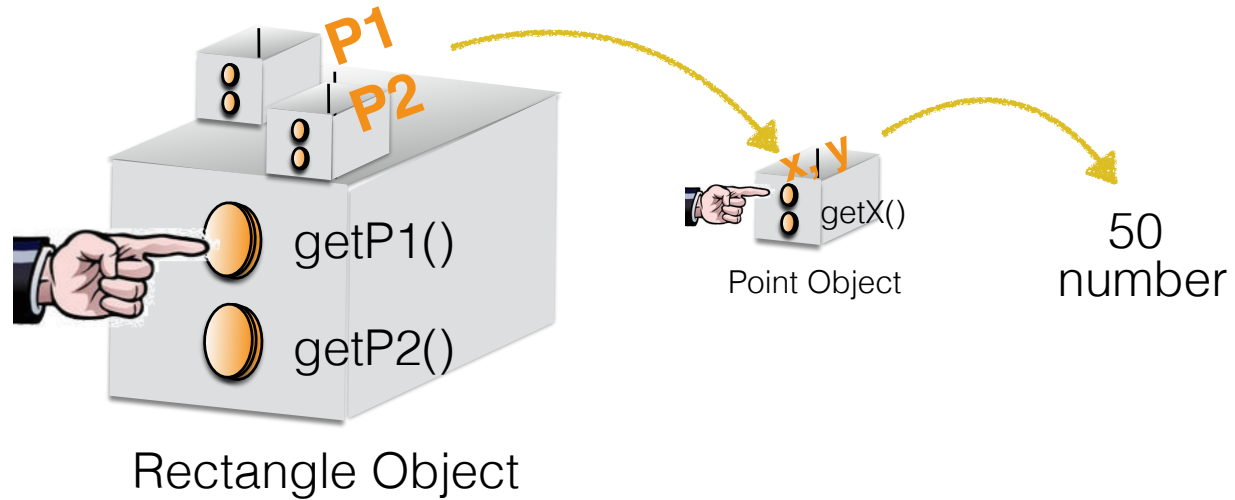 P1
P2
getP1()
getP2()
Rectangle Object
x, y
getX()
Point Object
50
number